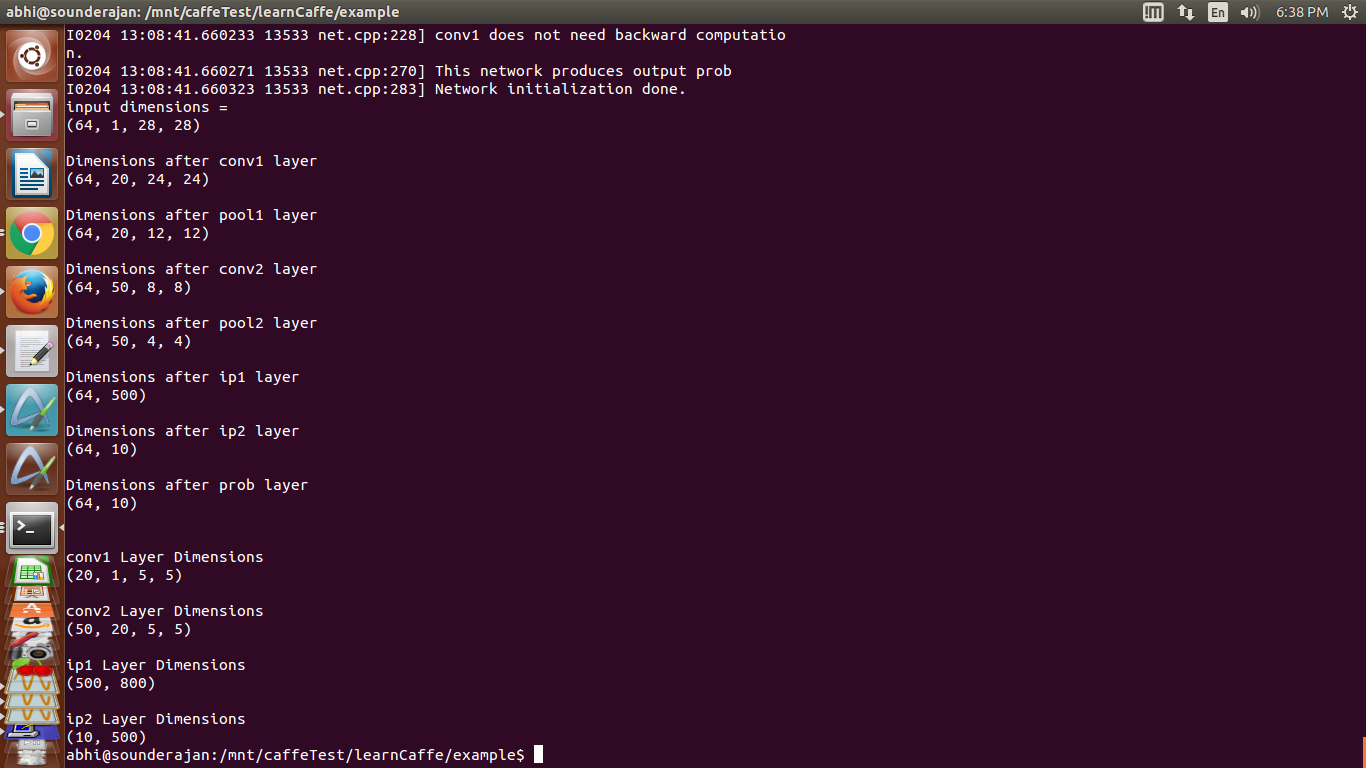 abhi@sounderajan: /mnt/caffeTest/learnCaffe/example
En
6:38 PM
I0204 13:08:41.660233 13533 net.cpp:228] conv1 does not need backward computatio
n.
I0204 13:08:41.660271 13533 net.cpp:270] This network produces output prob
I0204 13:08:41.660323 13533 net.cpp:283] Network initialization done.
input dimensions =
(64, 1, 28, 28)
Dimensions after conv1 layer
(64, 20, 24, 24)
Dimensions after pool1 layer
(64, 20, 12, 12)
Dimensions after conv2 layer
(64, 50, 8, 8)
Dimensions after pool2 layer
(64, 50, 4, 4)
Dimensions after ip1 layer
(64, 500)
Dimensions after ip2 layer
(64, 10)
Dimensions after prob layer
(64, 10)
conv1 Layer Dimensions
(20, 1, 5, 5)
conv2 Layer Dimensions
(50, 20, 5, 5)
ip1 Layer Dimensions
(500, 800)
ip2 Layer Dimensions
(10, 500)
abhi@sounderajan:/mnt/caffeTest/learnCaffe/example$